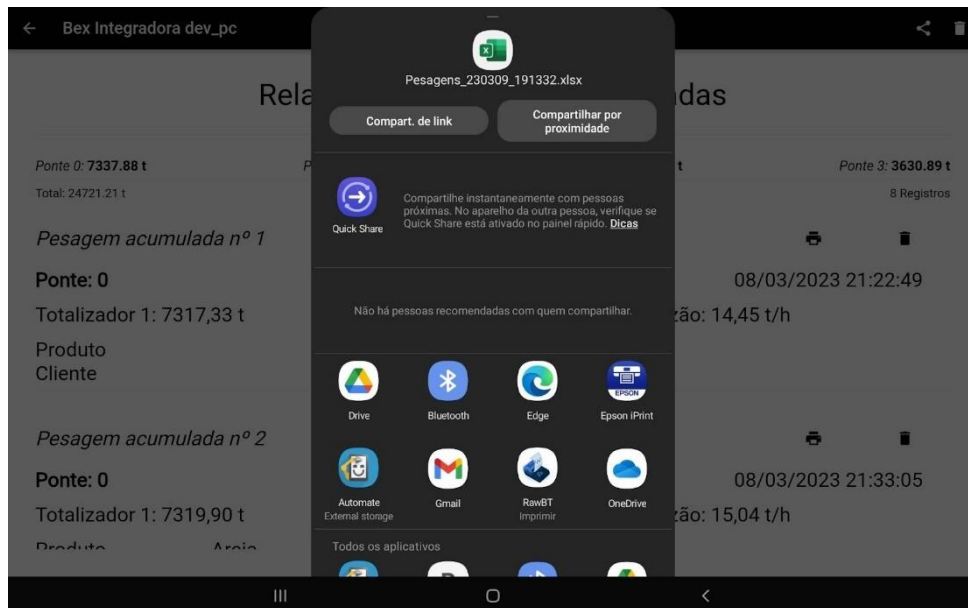 Bex Integradora dev_pc
Pesagens_230309_191332.xlsx
Rela
das
Compart. de link
Compartilhar por
proximidade
Ponte 0: 7337.88 t
P
t
Ponte 3: 3630.89 t
Total: 24721.21 t
8 Registros
Quick Share
Compartilhe instantaneamente com pessoas
próximas. No aparelho da outra pessoa, verifique se
Quick Share está ativado no painel rápido. Dicas
Pesagem acumulada nº 1
Ponte: 0
08/03/2023 21:22:49
Totalizador 1: 7317,33 t
zão: 14,45 t/h
Não há pessoas recomendadas com quem compartilhar.
Produto
Cliente
Drive
Bluetooth
Edge
EPSON
Epson iPrint
Pesagem acumulada nº 2
Ponte: 0
08/03/2023 21:33:05
Automate
External storage
Gmail
RawBT
Imprimir
OneDrive
Totalizador 1: 7319,90 t
zão: 15,04 t/h
Produto Areia
Todos os aplicativos